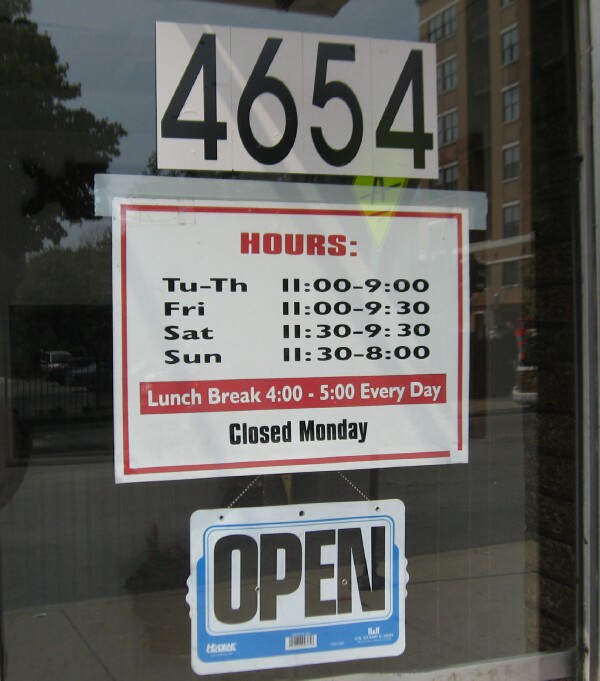 4654
HOURS:
Tu-Th 11:00-9:00
Fri 11:00-9:30
Sat 11:30-9:30
Sun 11:30-8:00
Lunch Break 4:00 - 5:00 Every Day
Closed Monday
OPEN